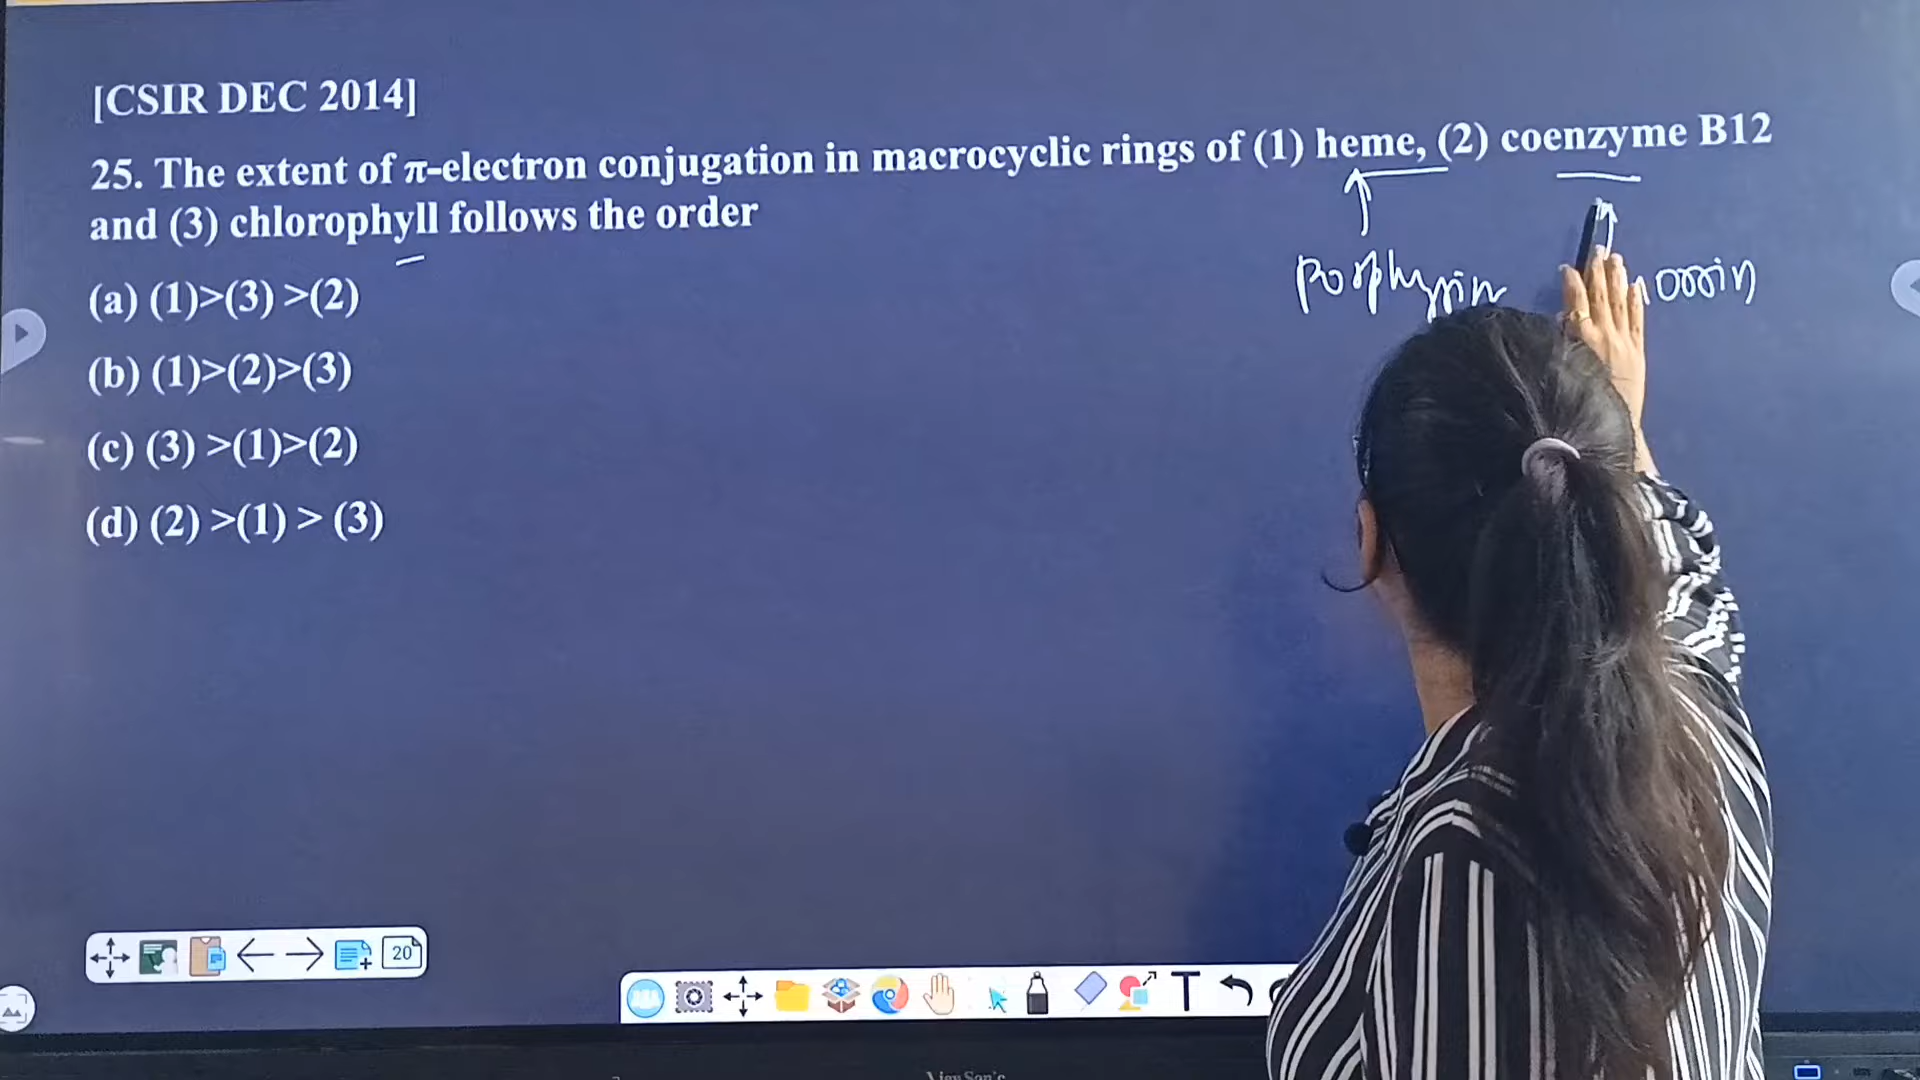 [CSIR DEC 2014]
25. The extent of π-electron conjugation in macrocyclic rings of (1) heme, (2) coenzyme B12
and (3) chlorophyll follows the order
(a) (1)>(3) >(2)
(b) (1)>(2)>(3)
(c) (3) >(1)>(2)
(d) (2) >(1) > (3)
Porphyrin
20
T